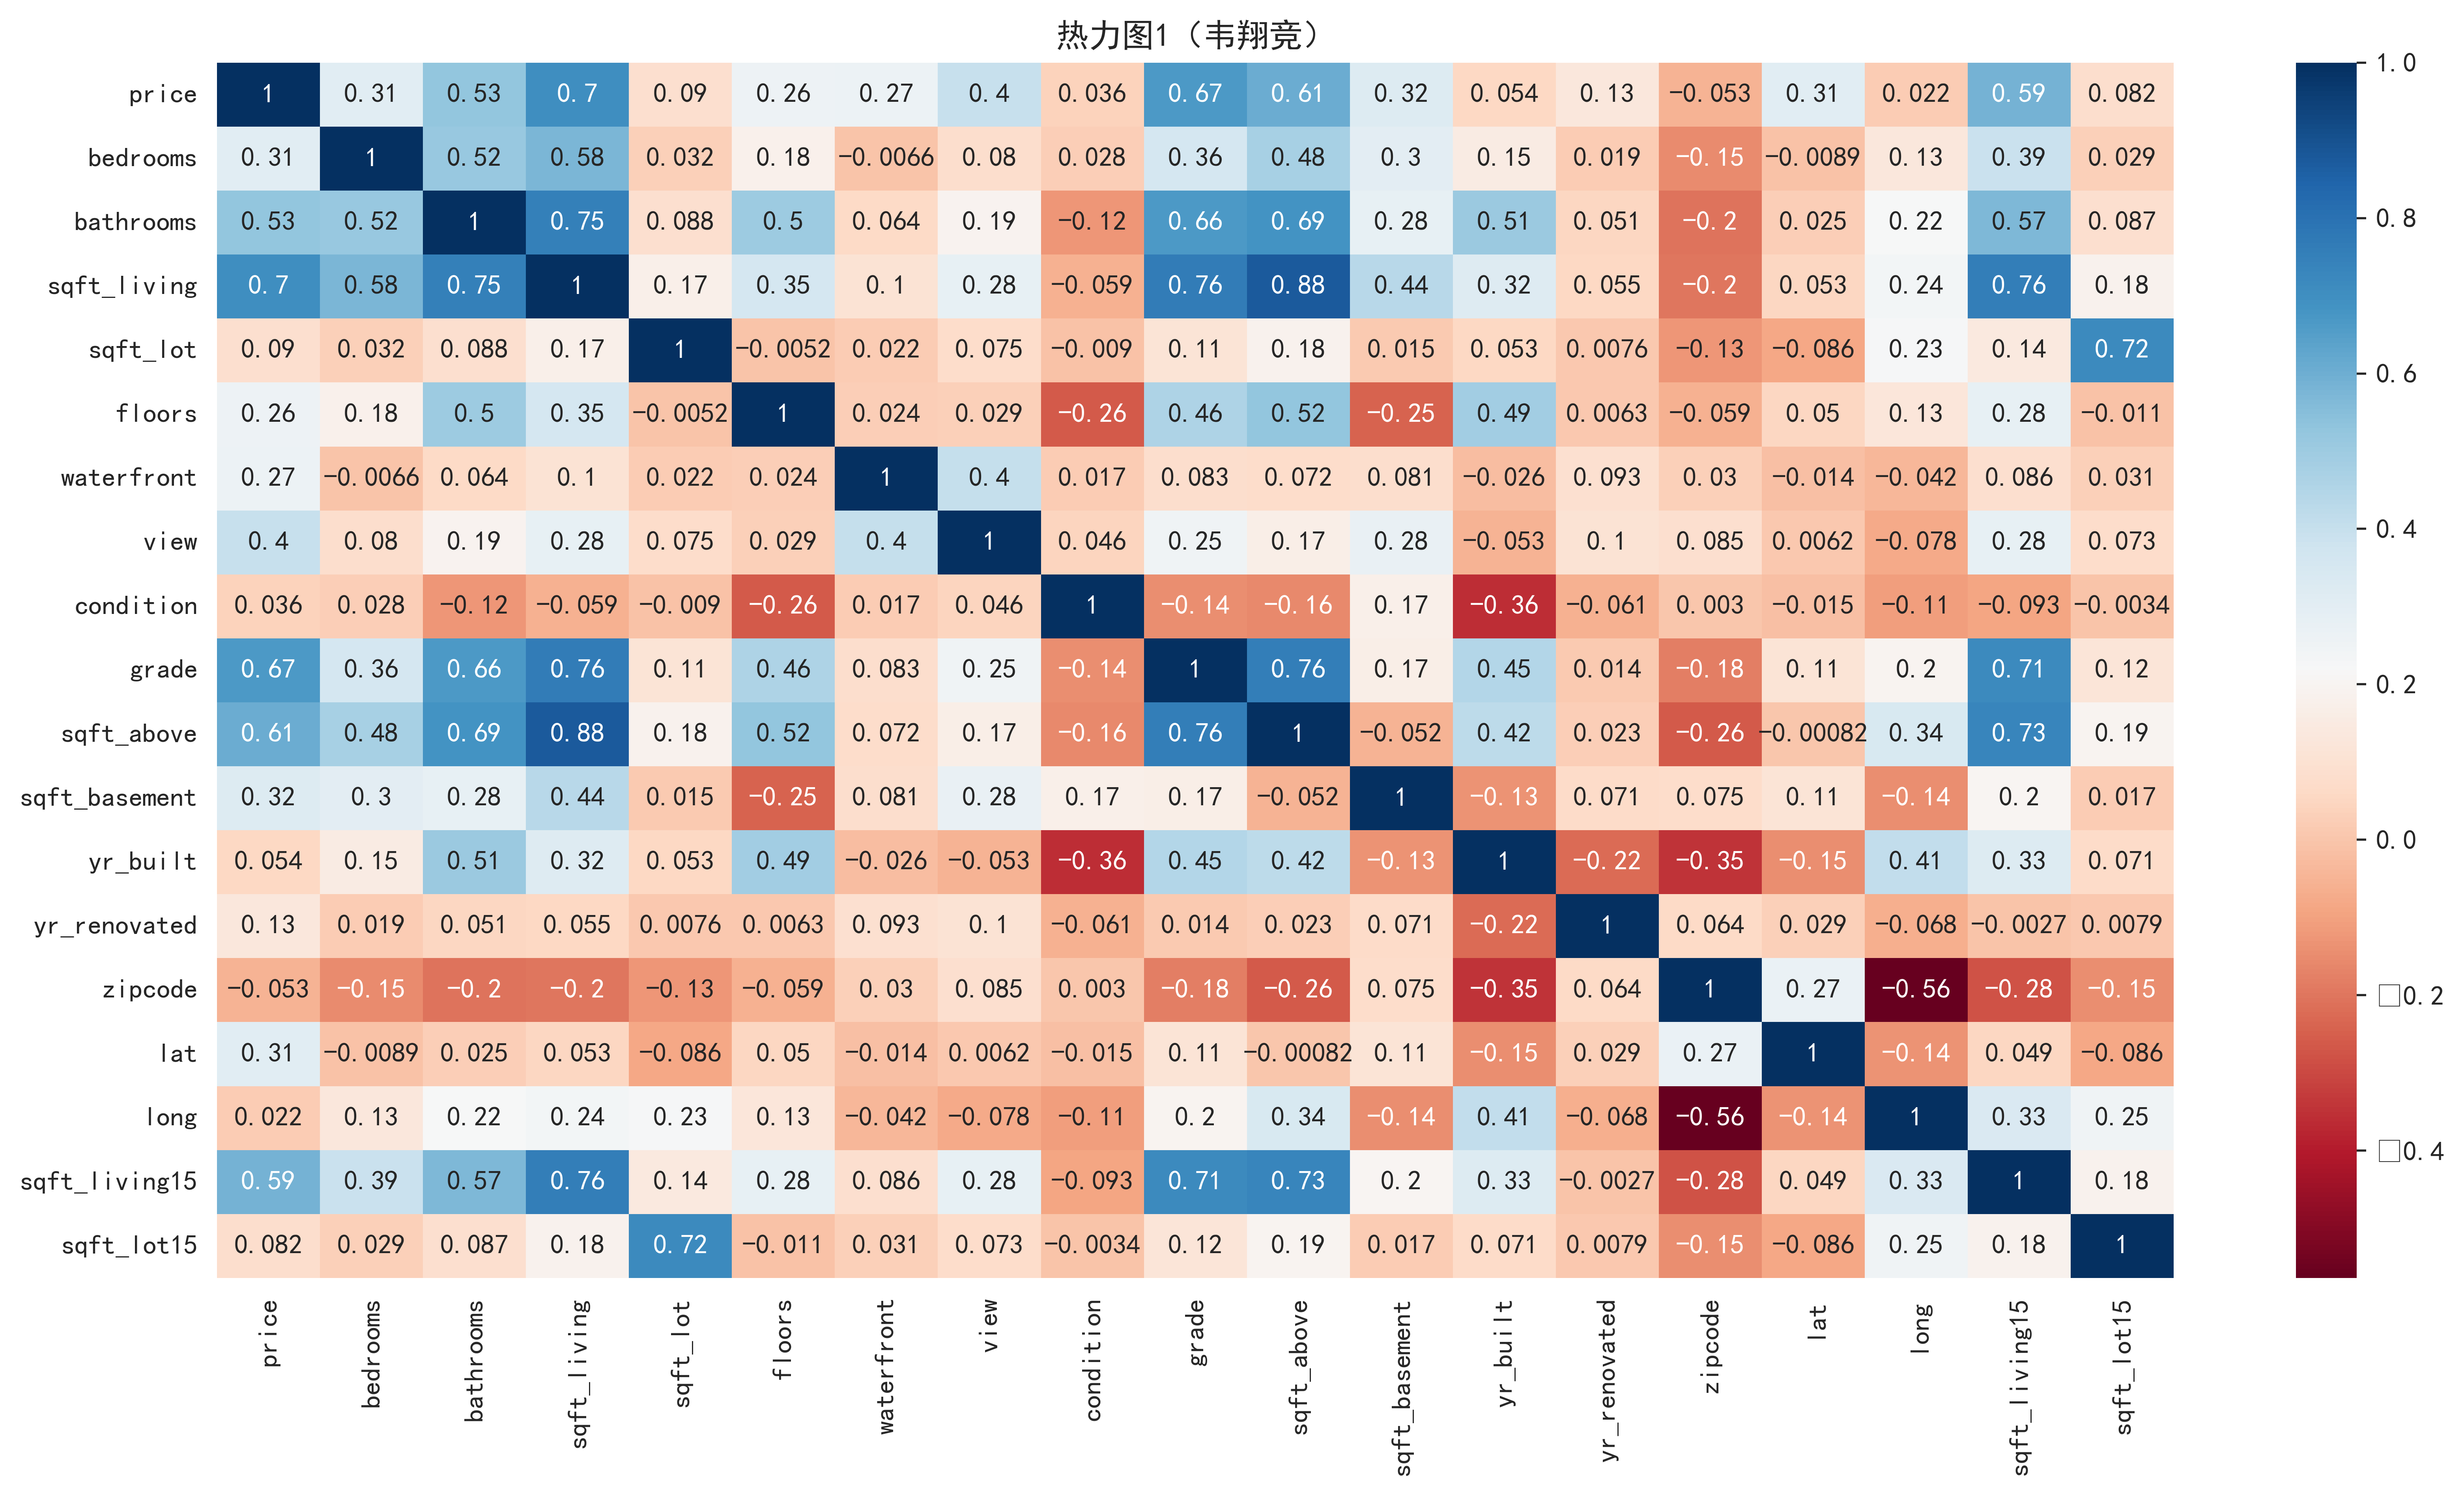 热力图1（韦翔竞）
price 1 0.31 0.53 0.7 0.09 0.26 0.27 0.4 0.036 0.67 0.61 0.32 0.054 0.13 −0.053 0.31 0.022 0.59 0.082
bedrooms 0.31 1 0.52 0.58 0.032 0.18 −0.0066 0.08 0.028 0.36 0.48 0.3 0.15 0.019 −0.15 −0.0089 0.13 0.39 0.029
bathrooms 0.53 0.52 1 0.75 0.088 0.5 0.064 0.19 −0.12 0.66 0.69 0.28 0.51 0.051 −0.2 0.025 0.22 0.57 0.087
sqft_living 0.7 0.58 0.75 1 0.17 0.35 0.1 0.28 −0.059 0.76 0.88 0.44 0.32 0.055 −0.2 0.053 0.24 0.76 0.18
sqft_lot 0.09 0.032 0.088 0.17 1 −0.0052 0.022 0.075 −0.009 0.11 0.18 0.015 0.053 0.0076 −0.13 −0.086 0.23 0.14 0.72
floors 0.26 0.18 0.5 0.35 −0.0052 1 0.024 0.029 −0.26 0.46 0.52 −0.25 0.49 0.0063 −0.059 0.05 0.13 0.28 −0.011
waterfront 0.27 −0.0066 0.064 0.1 0.022 0.024 1 0.4 0.017 0.083 0.072 0.081 −0.026 0.093 0.03 −0.014 −0.042 0.086 0.031
view 0.4 0.08 0.19 0.28 0.075 0.029 0.4 1 0.046 0.25 0.17 0.28 −0.053 0.1 0.085 0.0062 −0.078 0.28 0.073
condition 0.036 0.028 −0.12 −0.059 −0.009 −0.26 0.017 0.046 1 −0.14 −0.16 0.17 −0.36 −0.061 0.003 −0.015 −0.11 −0.093 −0.0034
grade 0.67 0.36 0.66 0.76 0.11 0.46 0.083 0.25 −0.14 1 0.76 0.17 0.45 0.014 −0.18 0.11 0.2 0.71 0.12
sqft_above 0.61 0.48 0.69 0.88 0.18 0.52 0.072 0.17 −0.16 0.76 1 −0.052 0.42 0.023 −0.26 −0.00082 0.34 0.73 0.19
sqft_basement 0.32 0.3 0.28 0.44 0.015 −0.25 0.081 0.28 0.17 0.17 −0.052 1 −0.13 0.071 0.075 0.11 −0.14 0.2 0.017
yr_built 0.054 0.15 0.51 0.32 0.053 0.49 −0.026 −0.053 −0.36 0.45 0.42 −0.13 1 −0.22 −0.35 −0.15 0.41 0.33 0.071
yr_renovated 0.13 0.019 0.051 0.055 0.0076 0.0063 0.093 0.1 −0.061 0.014 0.023 0.071 −0.22 1 0.064 0.029 −0.068 −0.0027 0.0079
zipcode −0.053 −0.15 −0.2 −0.2 −0.13 −0.059 0.03 0.085 0.003 −0.18 −0.26 0.075 −0.35 0.064 1 0.27 −0.56 −0.28 −0.15
lat 0.31 −0.0089 0.025 0.053 −0.086 0.05 −0.014 0.0062 −0.015 0.11 −0.00082 0.11 −0.15 0.029 0.27 1 −0.14 0.049 −0.086
long 0.022 0.13 0.22 0.24 0.23 0.13 −0.042 −0.078 −0.11 0.2 0.34 −0.14 0.41 −0.068 −0.56 −0.14 1 0.33 0.25
sqft_living15 0.59 0.39 0.57 0.76 0.14 0.28 0.086 0.28 −0.093 0.71 0.73 0.2 0.33 −0.0027 −0.28 0.049 0.33 1 0.18
sqft_lot15 0.082 0.029 0.087 0.18 0.72 −0.011 0.031 0.073 −0.0034 0.12 0.19 0.017 0.071 0.0079 −0.15 −0.086 0.25 0.18 1
price bedrooms bathrooms sqft_living sqft_lot floors waterfront view condition grade sqft_above sqft_basement yr_built yr_renovated zipcode lat long sqft_living15 sqft_lot15
1.0
0.8
0.6
0.4
0.2
0.0
□0.2
□0.4